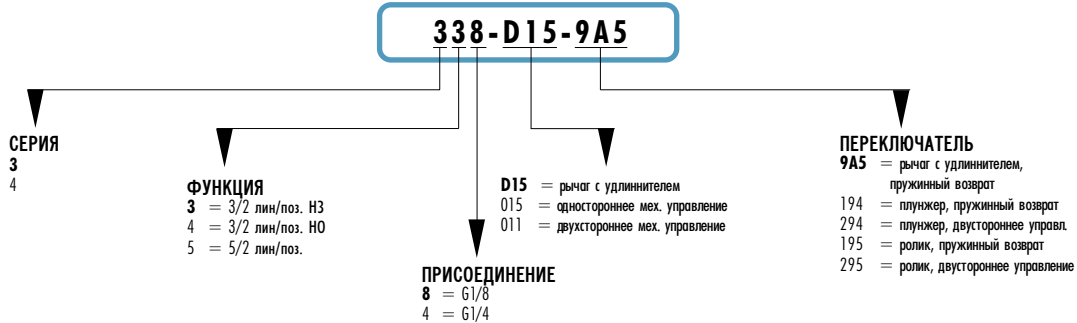 338-D15-9A5
СЕРИЯ
3
4
ФУНКЦИЯ
3 = 3/2 лин/поз. НЗ
4 = 3/2 лин/поз. НО
5 = 5/2 лин/поз.
ПРИСОЕДИНЕНИЕ
8 = G1/8
4 = G1/4
D15 = рычаг с удлиннителем
015 = одностороннее мех. управление
011 = двухстороннее мех. управление
ПЕРЕКЛЮЧАТЕЛЬ
9A5 = рычаг с удлиннителем,
пружинный возврат
194 = плунжер, пружинный возврат
294 = плунжер, двустороннее управл.
195 = ролик, пружинный возврат
295 = ролик, двустороннее управление